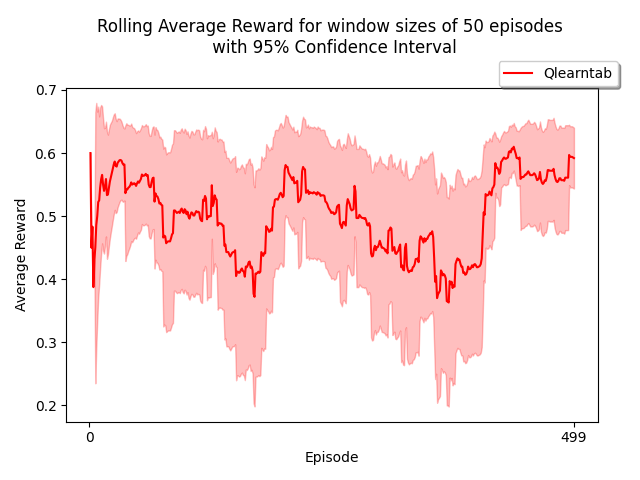 Rolling Average Reward for window sizes of 50 episodes
with 95% Confidence Interval
Qlearntab
0.7
0.6
0.5
0.4
0.3
0.2
Average Reward
0
499
Episode